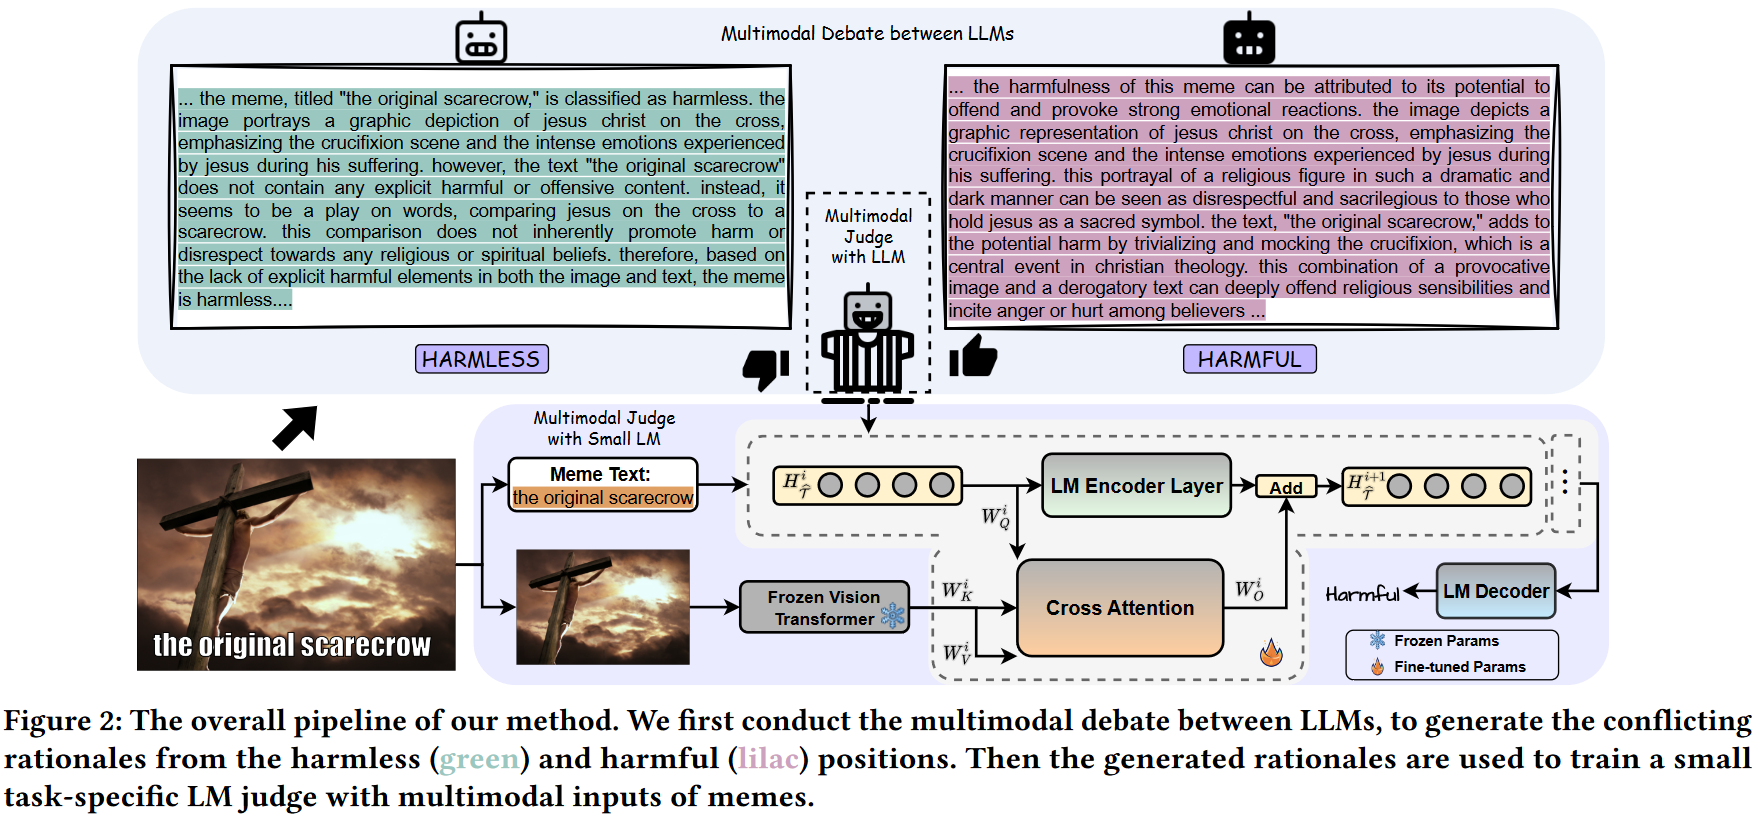 Multimodal Debate between LLMs
... the meme, titled "the original scarecrow," is classified as harmless. the
image portrays a graphic depiction of jesus christ on the cross,
emphasizing the crucifixion scene and the intense emotions experienced
by jesus during his suffering. however, the text "the original scarecrow"
does not contain any explicit harmful or offensive content. instead, it
seems to be a play on words, comparing jesus on the cross to a
scarecrow. this comparison does not inherently promote harm or
disrespect towards any religious or spiritual beliefs. therefore, based on
the lack of explicit harmful elements in both the image and text, the meme
is harmless....
HARMLESS
Multimodal
Judge
with LLM
... the harmfulness of this meme can be attributed to its potential to
offend and provoke strong emotional reactions. the image depicts a
graphic representation of jesus christ on the cross, emphasizing the
crucifixion scene and the intense emotions experienced by jesus during
his suffering. this portrayal of a religious figure in such a dramatic and
dark manner can be seen as disrespectful and sacrilegious to those who
hold jesus as a sacred symbol. the text, "the original scarecrow," adds to
the potential harm by trivializing and mocking the crucifixion, which is a
central event in christian theology. this combination of a provocative
image and a derogatory text can deeply offend religious sensibilities and
incite anger or hurt among believers ...
HARMFUL
the original scarecrow
Multimodal Judge
with Small LM
Meme Text:
the original scarecrow
Frozen Vision
Transformer
H^i_{\hat{T}}
W^i_Q
W^i_K
W^i_V
LM Encoder Layer
Cross Attention
W^i_O
Add
H^{i+1}_{\hat{T}}
...
LM Decoder
Harmful
Frozen Params
Fine-tuned Params
Figure 2: The overall pipeline of our method. We first conduct the multimodal debate between LLMs, to generate the conflicting
rationales from the harmless (green) and harmful (lilac) positions. Then the generated rationales are used to train a small
task-specific LM judge with multimodal inputs of memes.